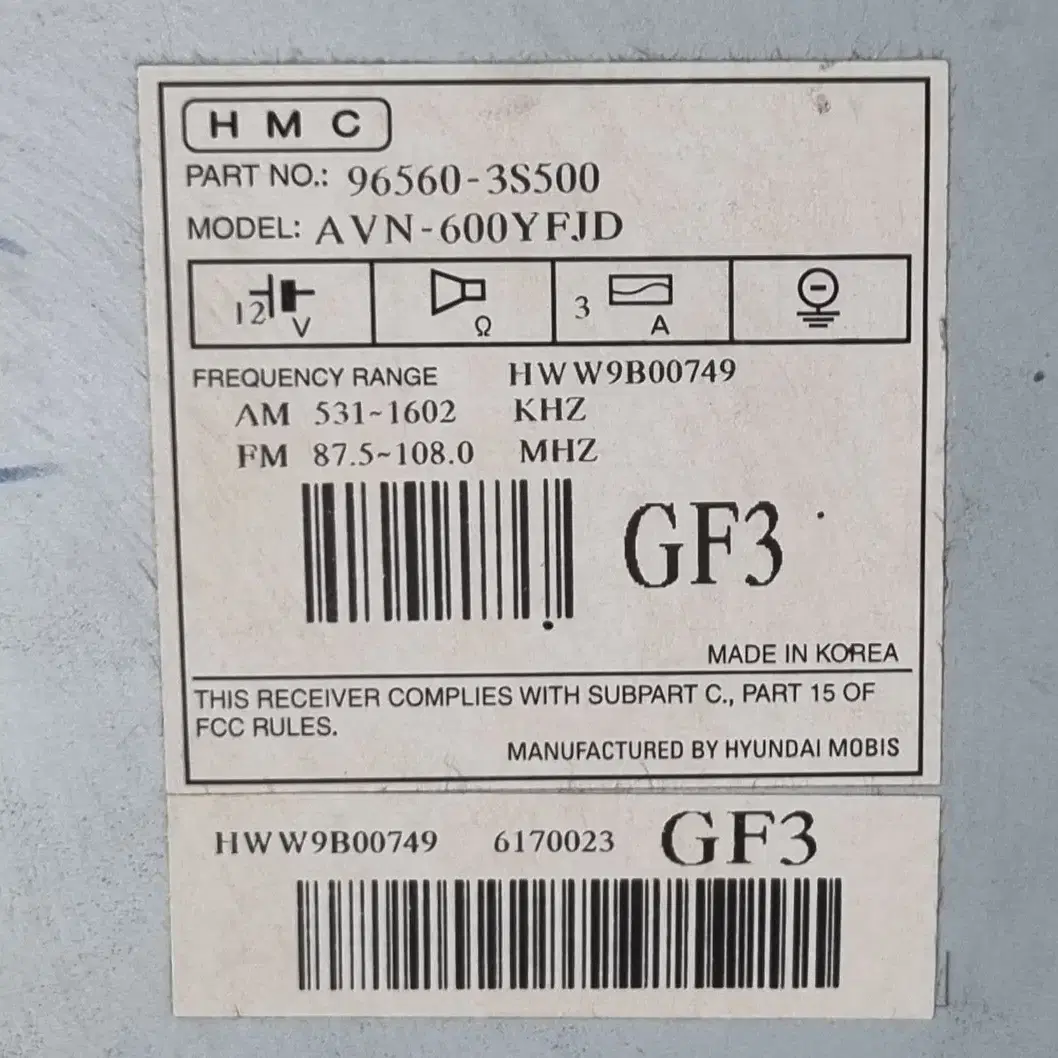 HMC
PART NO.: 96560-3S500
MODEL: AVN-600YFJD
12 V Ω 3 A
FREQUENCY RANGE HWW9B00749
AM 531~1602 KHZ
FM 87.5~108.0 MHZ
GF3
MADE IN KOREA
THIS RECEIVER COMPLIES WITH SUBPART C., PART 15 OF
FCC RULES.
MANUFACTURED BY HYUNDAI MOBIS
HWW9B00749 6170023 GF3